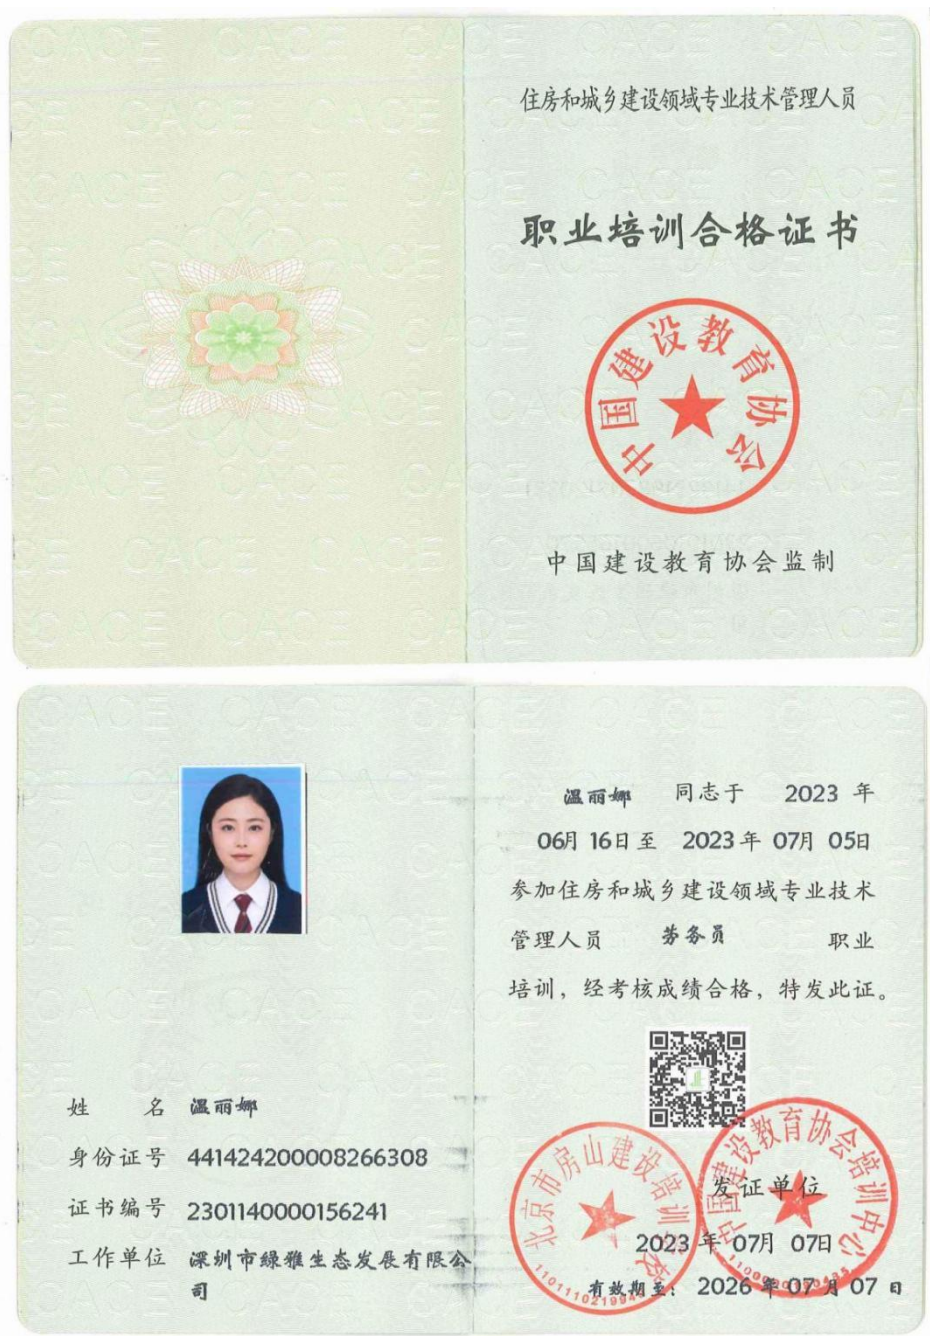 住房和城乡建设领域专业技术管理人员
职业培训合格证书
中国建设教育协会
中国建设教育协会监制
温丽娜 同志于 2023 年
06月 16日 至 2023 年 07月 05日
参加住房和城乡建设领域专业技术
管理人员 劳务员 职业
培训，经考核成绩合格，特发此证。
姓 名 温丽娜
身份证号 441424200008266308
证书编号 2301140000156241
工作单位 深圳市绿雅生态发展有限公
司
北京市房山建设培训学校
中国建设教育协会培训中心
发证单位
2023 年 07月 07日
有效期至： 2026 年 07 月 07 日
CACE